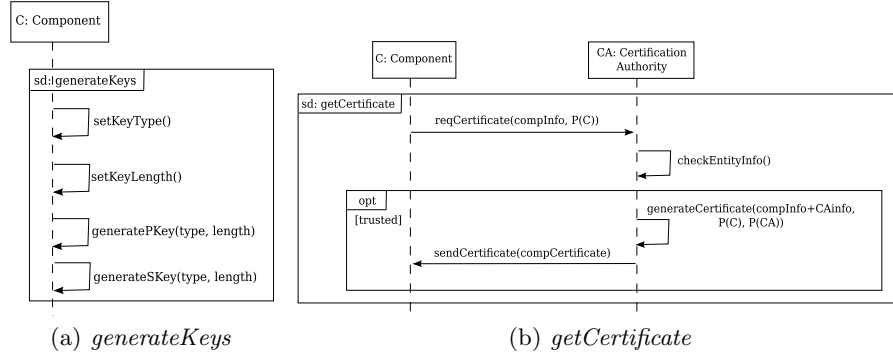 C: Component
sd: generateKeys
setKeyType()
setKeyLength()
generatePKey(type, length)
generateSKey(type, length)
(a) generateKeys
C: Component
CA: Certification
Authority
sd: getCertificate
reqCertificate(compInfo, P(C))
checkEntityInfo()
opt
[trusted]
generateCertificate(compInfo+CAinfo,
P(C), P(CA))
sendCertificate(compCertificate)
(b) getCertificate